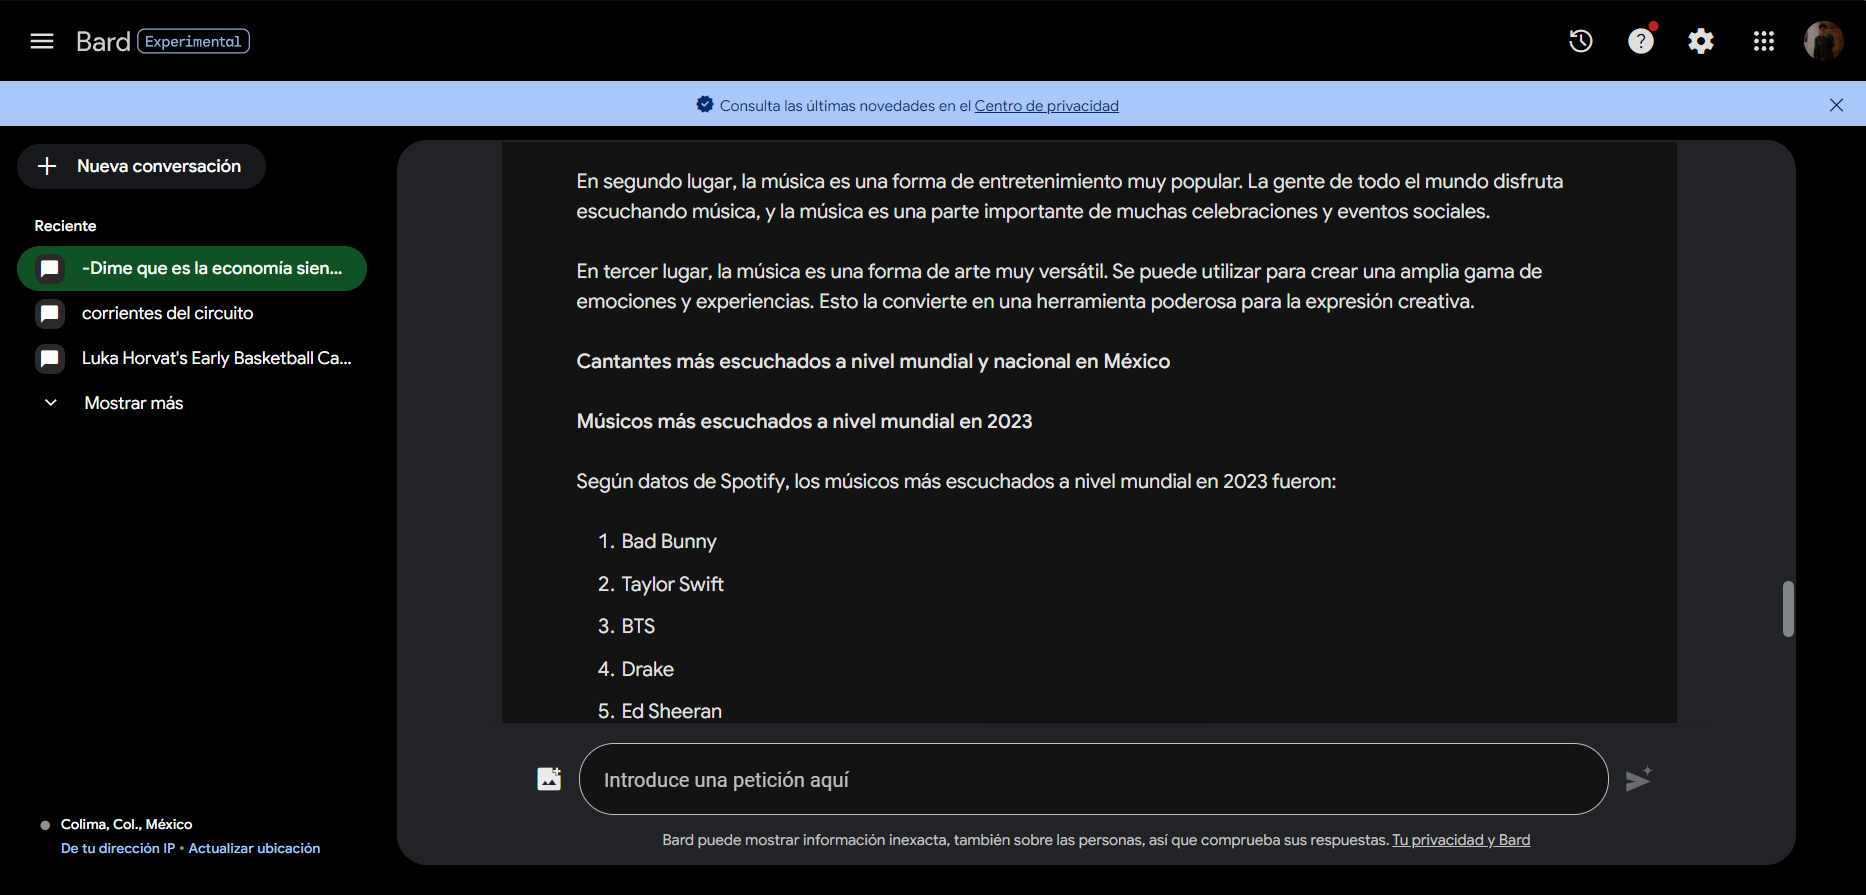 Bard Experimental
Consulta las últimas novedades en el Centro de privacidad
Nueva conversación
Reciente
-Dime que es la economía sien...
corrientes del circuito
Luka Horvat's Early Basketball Ca...
Mostrar más
Colima, Col., México
De tu dirección IP • Actualizar ubicación
En segundo lugar, la música es una forma de entretenimiento muy popular. La gente de todo el mundo disfruta
escuchando música, y la música es una parte importante de muchas celebraciones y eventos sociales.
En tercer lugar, la música es una forma de arte muy versátil. Se puede utilizar para crear una amplia gama de
emociones y experiencias. Esto la convierte en una herramienta poderosa para la expresión creativa.
Cantantes más escuchados a nivel mundial y nacional en México
Músicos más escuchados a nivel mundial en 2023
Según datos de Spotify, los músicos más escuchados a nivel mundial en 2023 fueron:
1. Bad Bunny
2. Taylor Swift
3. BTS
4. Drake
5. Ed Sheeran
Introduce una petición aquí
Bard puede mostrar información inexacta, también sobre las personas, así que comprueba sus respuestas. Tu privacidad y Bard